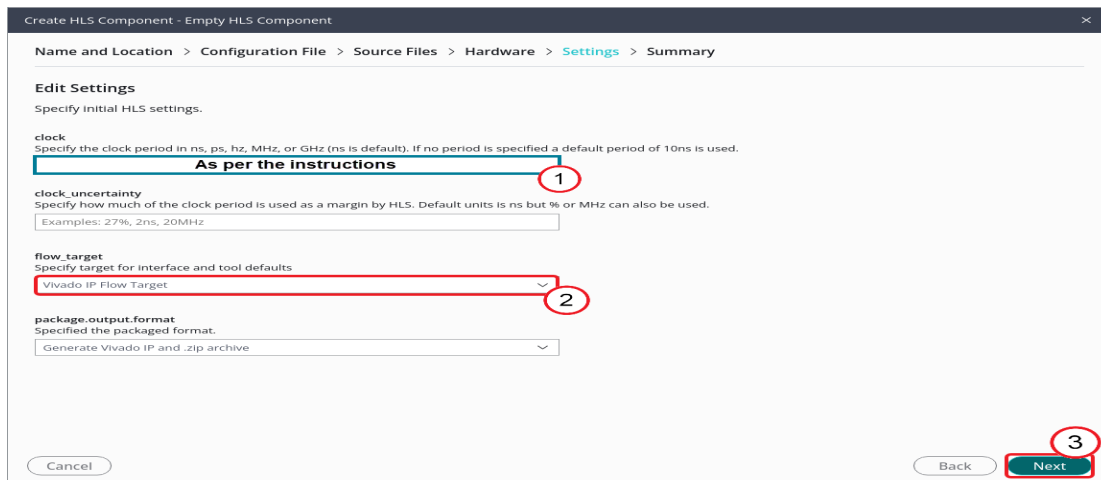 Create HLS Component - Empty HLS Component
Name and Location > Configuration File > Source Files > Hardware > Settings > Summary
Edit Settings
Specify initial HLS settings.
clock
Specify the clock period in ns, ps, hz, MHz, or GHz (ns is default). If no period is specified a default period of 10ns is used.
As per the instructions
1
clock_uncertainty
Specify how much of the clock period is used as a margin by HLS. Default units is ns but % or MHz can also be used.
Examples: 27%, 2ns, 20MHz
flow_target
Specify target for interface and tool defaults
Vivado IP Flow Target
2
package.output.format
Specified the packaged format.
Generate Vivado IP and .zip archive
3
Cancel Back Next